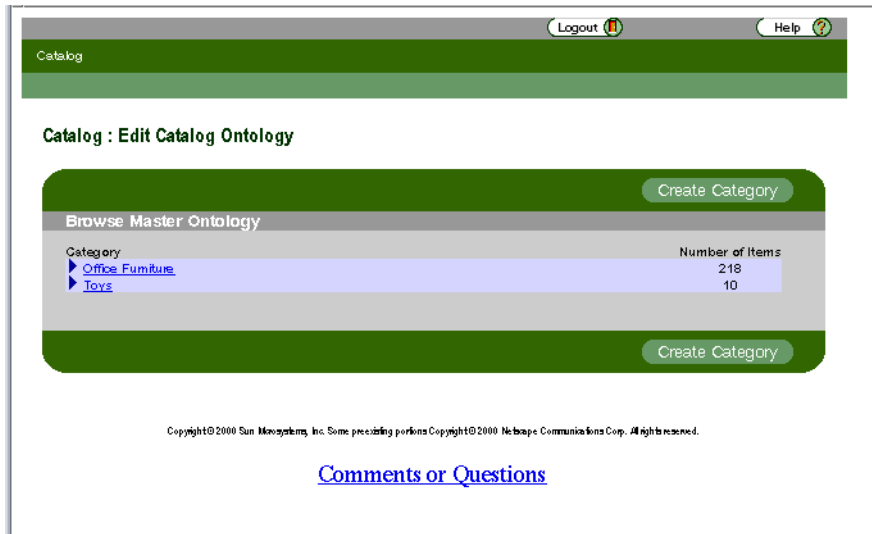 Logout Help
Catalog
Catalog : Edit Catalog Ontology
Create Category
Browse Master Ontology
Category Number of Items
Office Furniture 218
Toys 10
Create Category
Copyright © 2000 Sun Microsystems, Inc. Some preexisting portions Copyright © 2000 Netscape Communications Corp. All rights reserved.
Comments or Questions